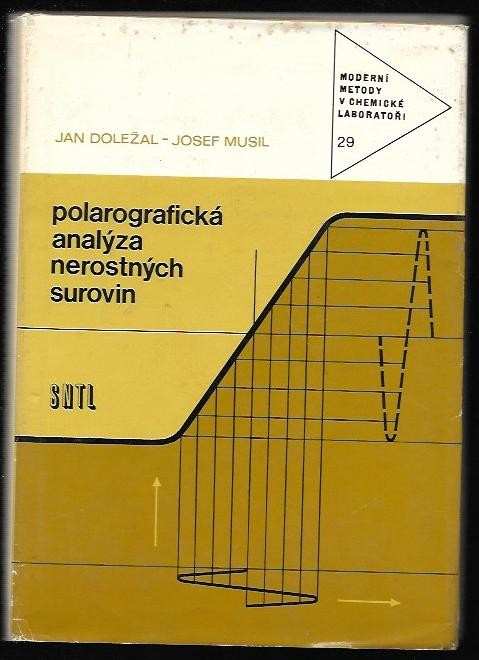 MODERNÍ
METODY
V CHEMICKÉ
LABORATOŘI
29
JAN DOLEŽAL – JOSEF MUSIL
polarografická
analýza
nerostných
surovin
SNTL